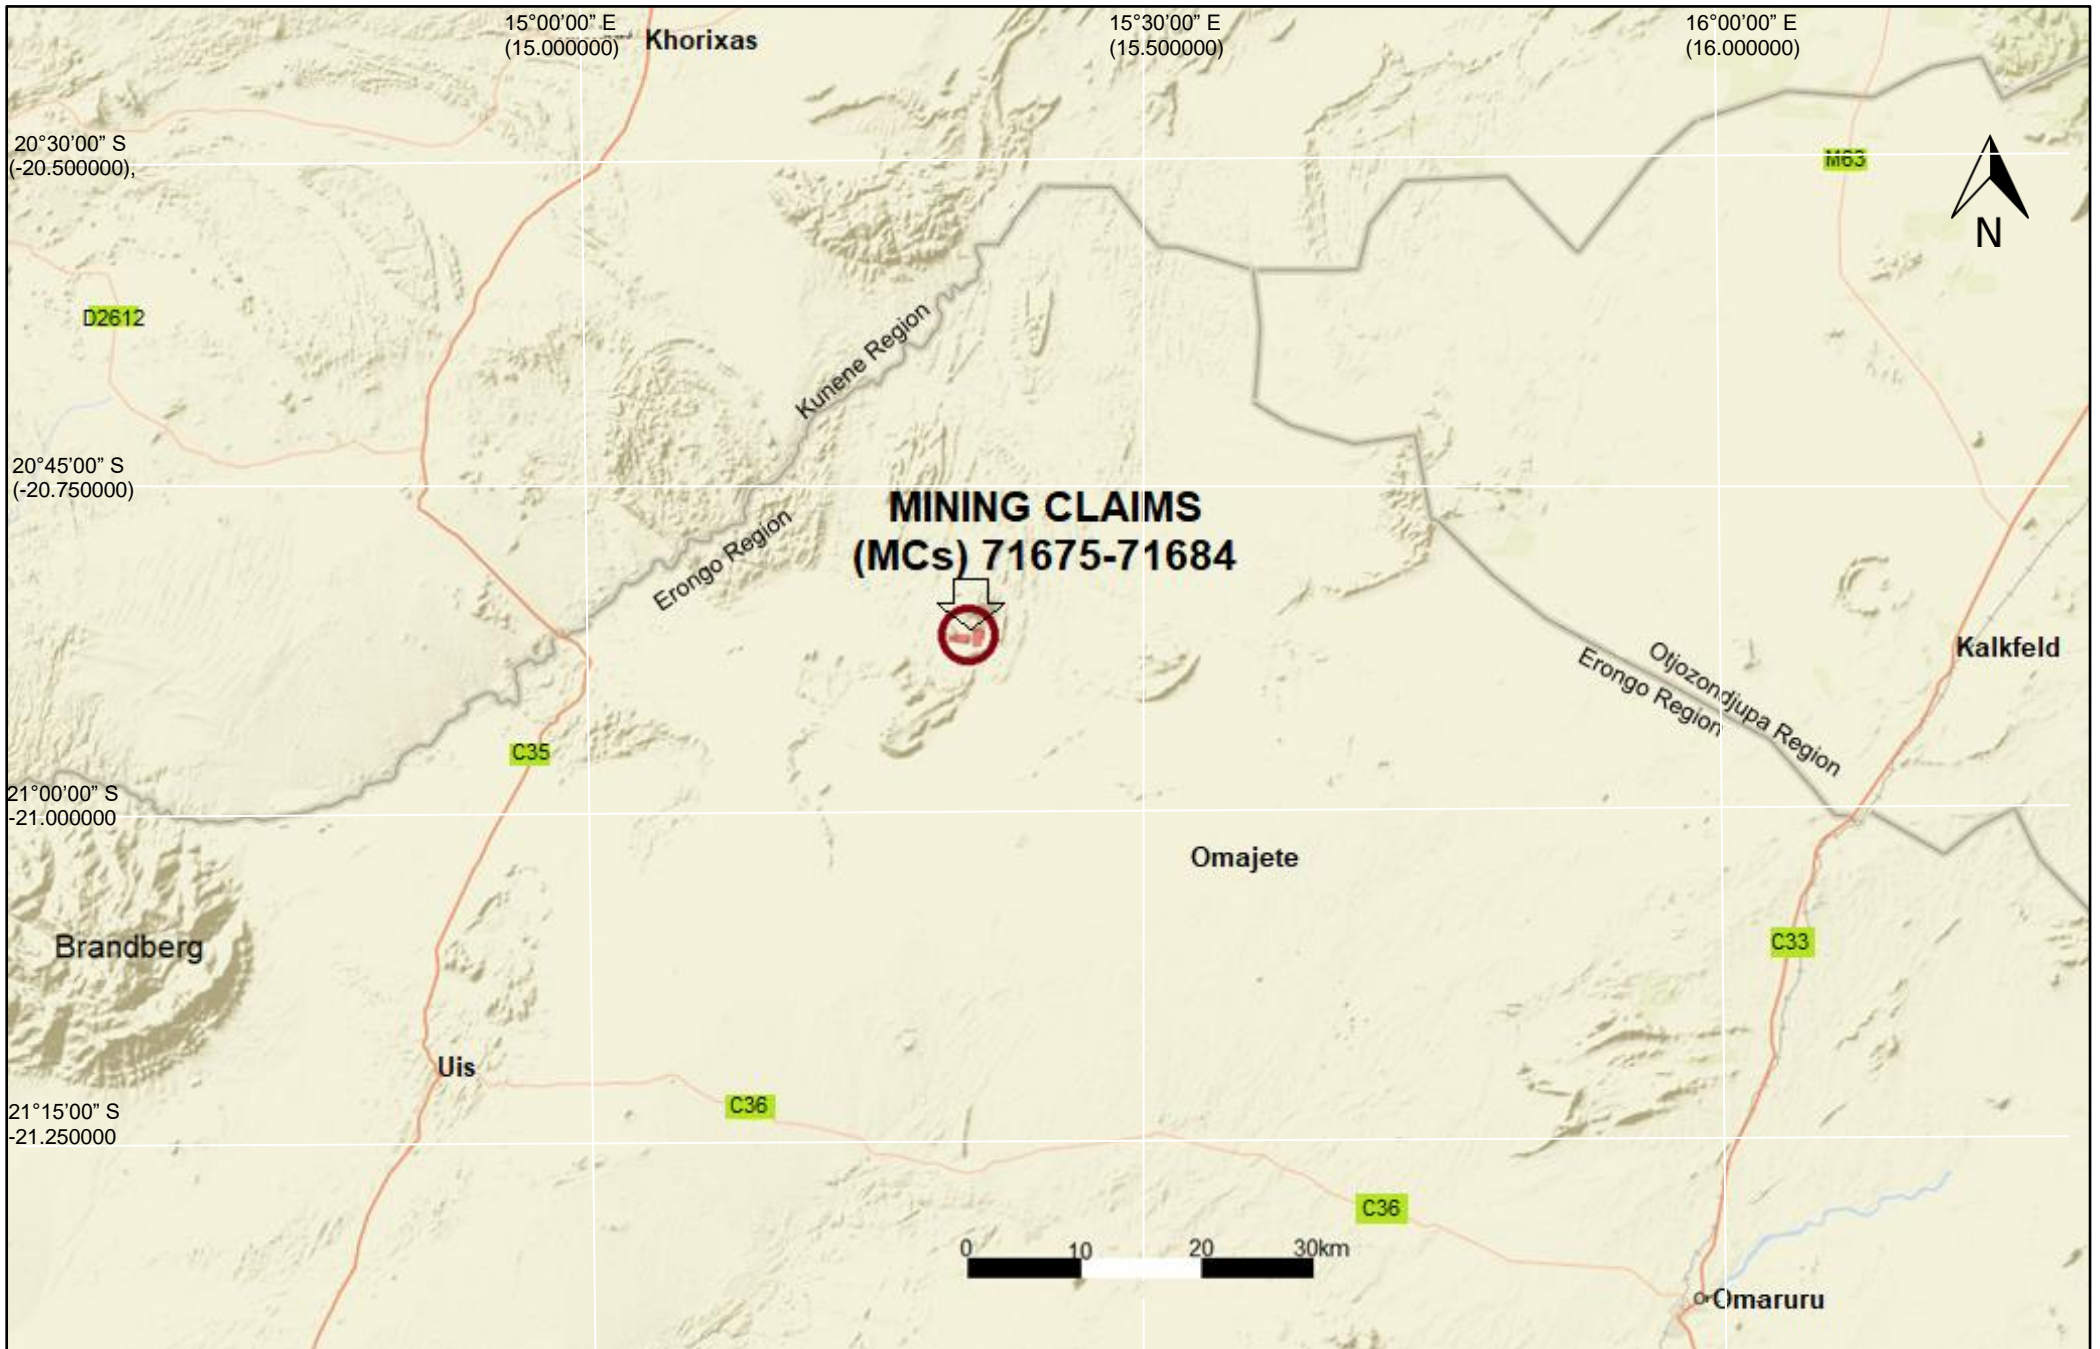 15°00'00” E
(15.000000)
Khorixas
15°30'00” E
(15.500000)
16°00'00” E
(16.000000)
20°30'00” S
(-20.500000),
M63
N
D2612
Kunene Region
20°45'00” S
(-20.750000)
MINING CLAIMS
(MCs) 71675-71684
Erongo Region
Otjozondjupa Region
Erongo Region
Kalkfeld
C35
21°00'00” S
-21.000000
Omajete
Brandberg
C33
Uis
21°15'00” S
-21.250000
C36
C36
0 10 20 30km
Omaruru